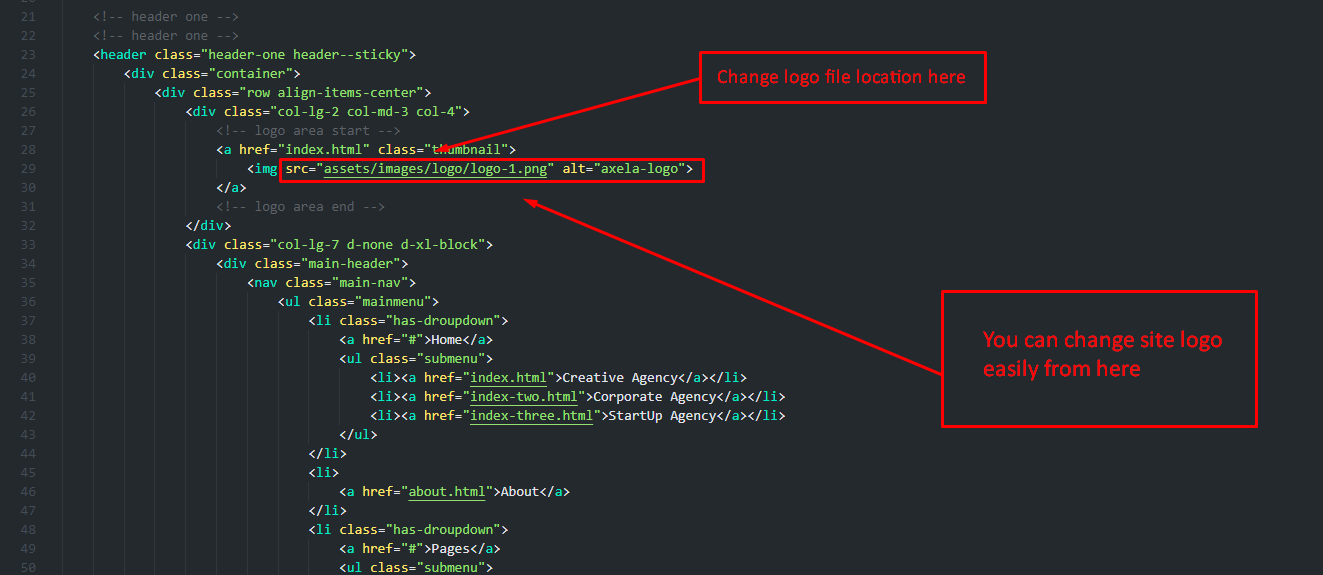 21 <!-- header one -->
22 <!-- header one -->
23 <header class="header-one header--sticky">
24 <div class="container">
Change logo file location here
25 <div class="row align-items-center">
26 <div class="col-lg-2 col-md-3 col-4">
27 <!-- logo area start -->
28 <a href="index.html" class="thumbnail">
29 <img src="assets/images/logo/logo-1.png" alt="axela-logo">
30 </a>
31 <!-- logo area end -->
32 </div>
33 <div class="col-lg-7 d-none d-xl-block">
34 <div class="main-header">
35 <nav class="main-nav">
36 <ul class="mainmenu">
37 <li class="has-droupdown">
38 <a href="#">Home</a>
You can change site logo
easily from here
39 <ul class="submenu">
40 <li><a href="index.html">Creative Agency</a></li>
41 <li><a href="index-two.html">Corporate Agency</a></li>
42 <li><a href="index-three.html">StartUp Agency</a></li>
43 </ul>
44 </li>
45 <li>
46 <a href="about.html">About</a>
47 </li>
48 <li class="has-droupdown">
49 <a href="#">Pages</a>
50 <ul class="submenu">